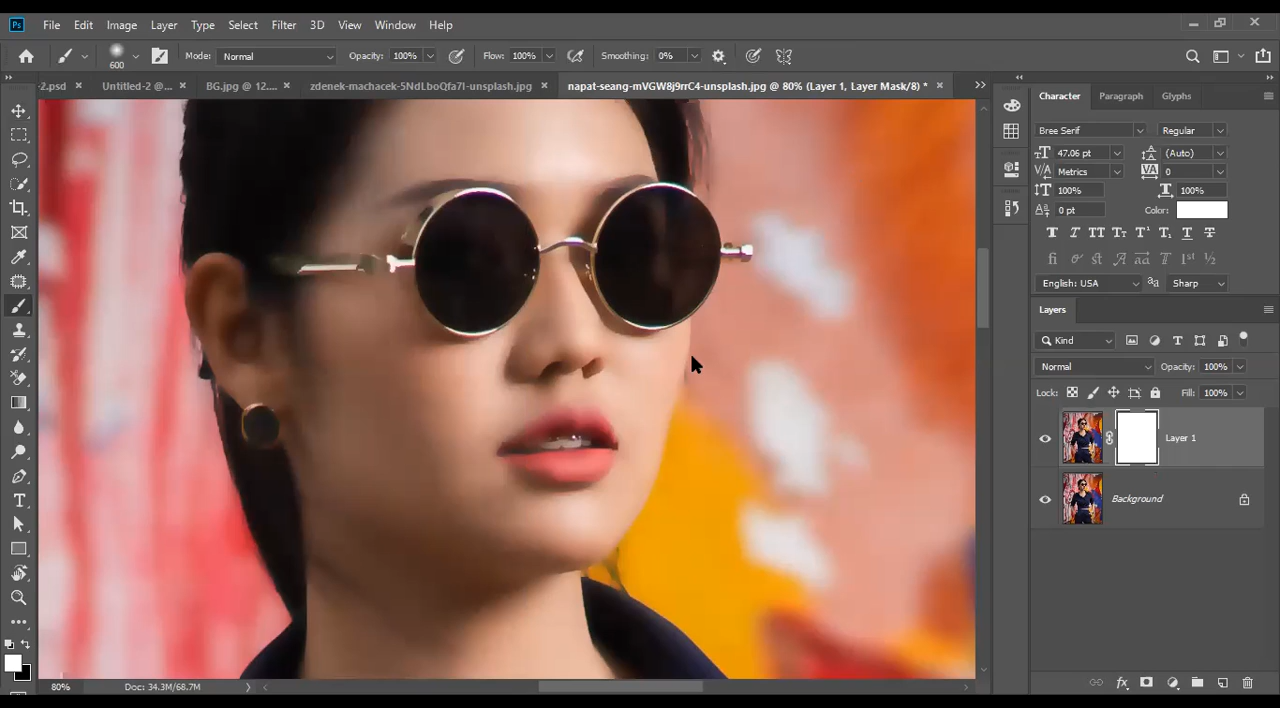 Ps File Edit Image Layer Type Select Filter 3D View Window Help
600 Mode: Normal Opacity: 100% Flow: 100% Smoothing: 0%
-2.psd × Untitled-2 @... × BG.jpg @ 12.... × zdenek-machacek-5NdLboQfa7I-unsplash.jpg × napat-seang-mVGW8j9rrC4-unsplash.jpg @ 80% (Layer 1, Layer Mask/8) * ×
Character Paragraph Glyphs
Bree Serif Regular
47.06 pt (Auto)
Metrics 0
100% 100%
0 pt Color:
English: USA Sharp
Layers
Kind
Normal Opacity: 100%
Lock: Fill: 100%
Layer 1
Background
80% Doc: 34.3M/68.7M